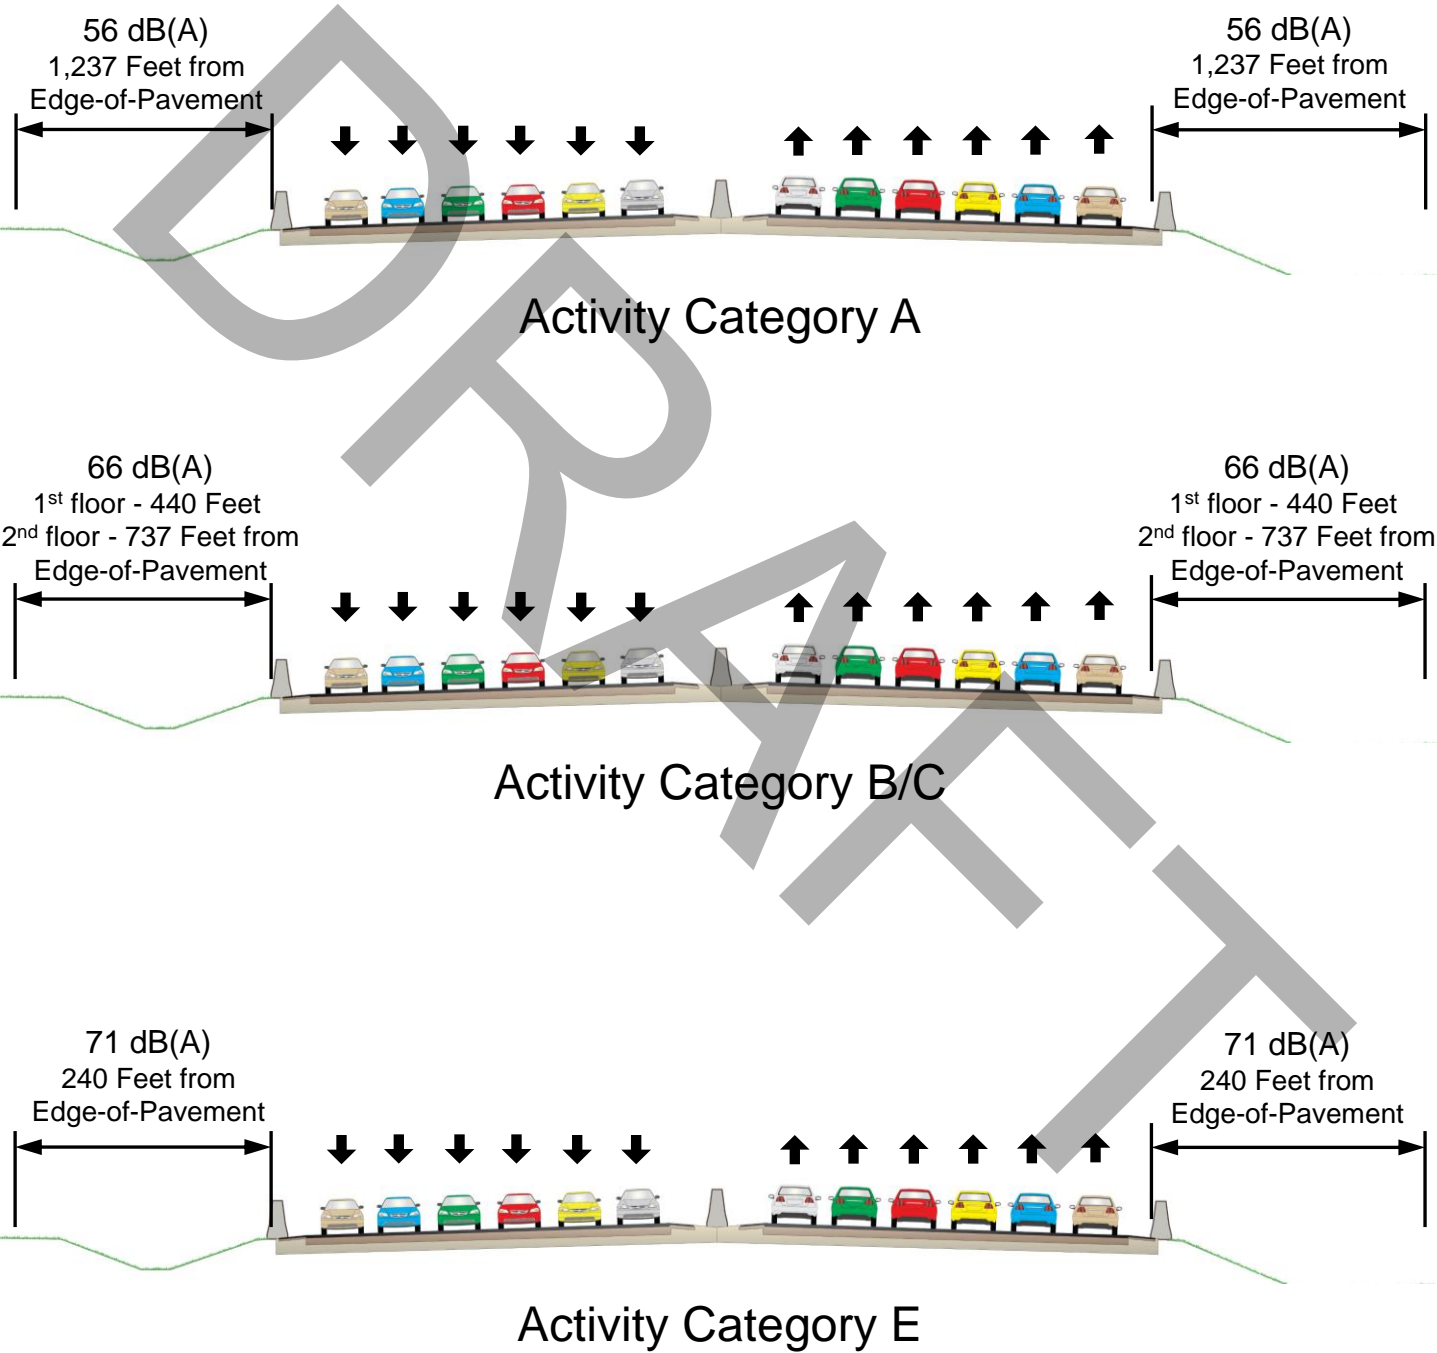 56 dB(A)
1,237 Feet from
Edge-of-Pavement
56 dB(A)
1,237 Feet from
Edge-of-Pavement
Activity Category A
66 dB(A)
1st floor - 440 Feet
2nd floor - 737 Feet from
Edge-of-Pavement
66 dB(A)
1st floor - 440 Feet
2nd floor - 737 Feet from
Edge-of-Pavement
Activity Category B/C
71 dB(A)
240 Feet from
Edge-of-Pavement
71 dB(A)
240 Feet from
Edge-of-Pavement
Activity Category E
DRAFT